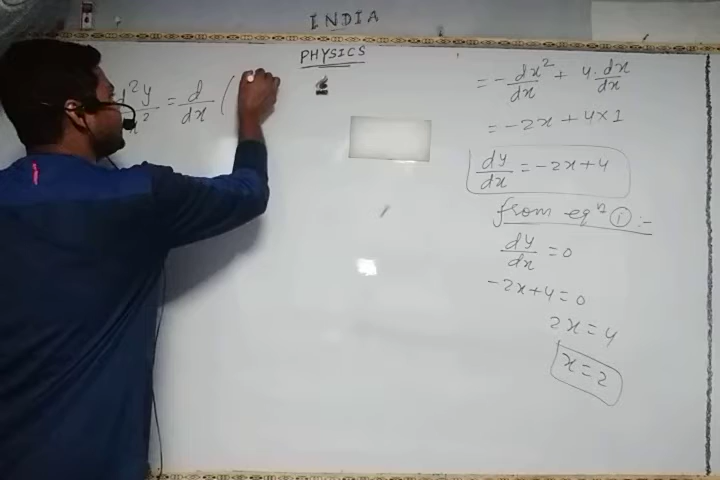 INDIA
PHYSICS
d²y/dx² = d/dx (
= - dx²/dx + 4·dx/dx
= -2x + 4×1
dy/dx = -2x+4
from eqⁿ (i) :-
dy/dx = 0
-2x+4=0
2x=4
x=2